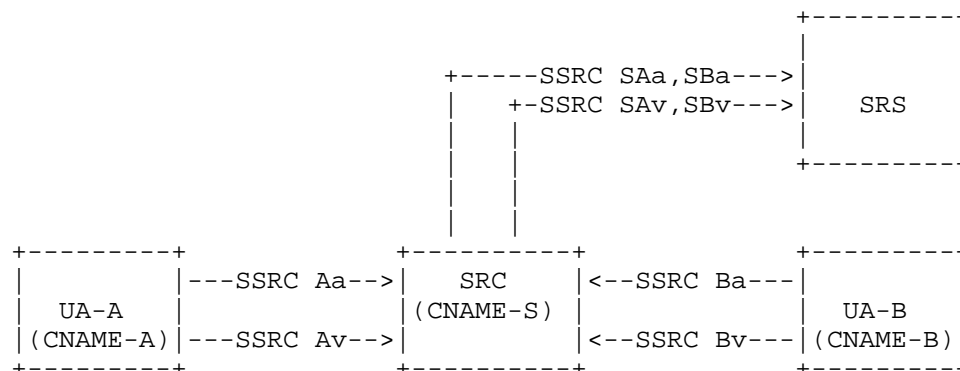 +-----SSRC SAa,SBa--->|
| +-SSRC SAv,SBv--->| SRS
| |---SSRC Aa-->| SRC |<--SSRC Ba---| |
| UA-A | |(CNAME-S) | | UA-B |
|(CNAME-A)|---SSRC Av-->| |<--SSRC Bv---|(CNAME-B) |